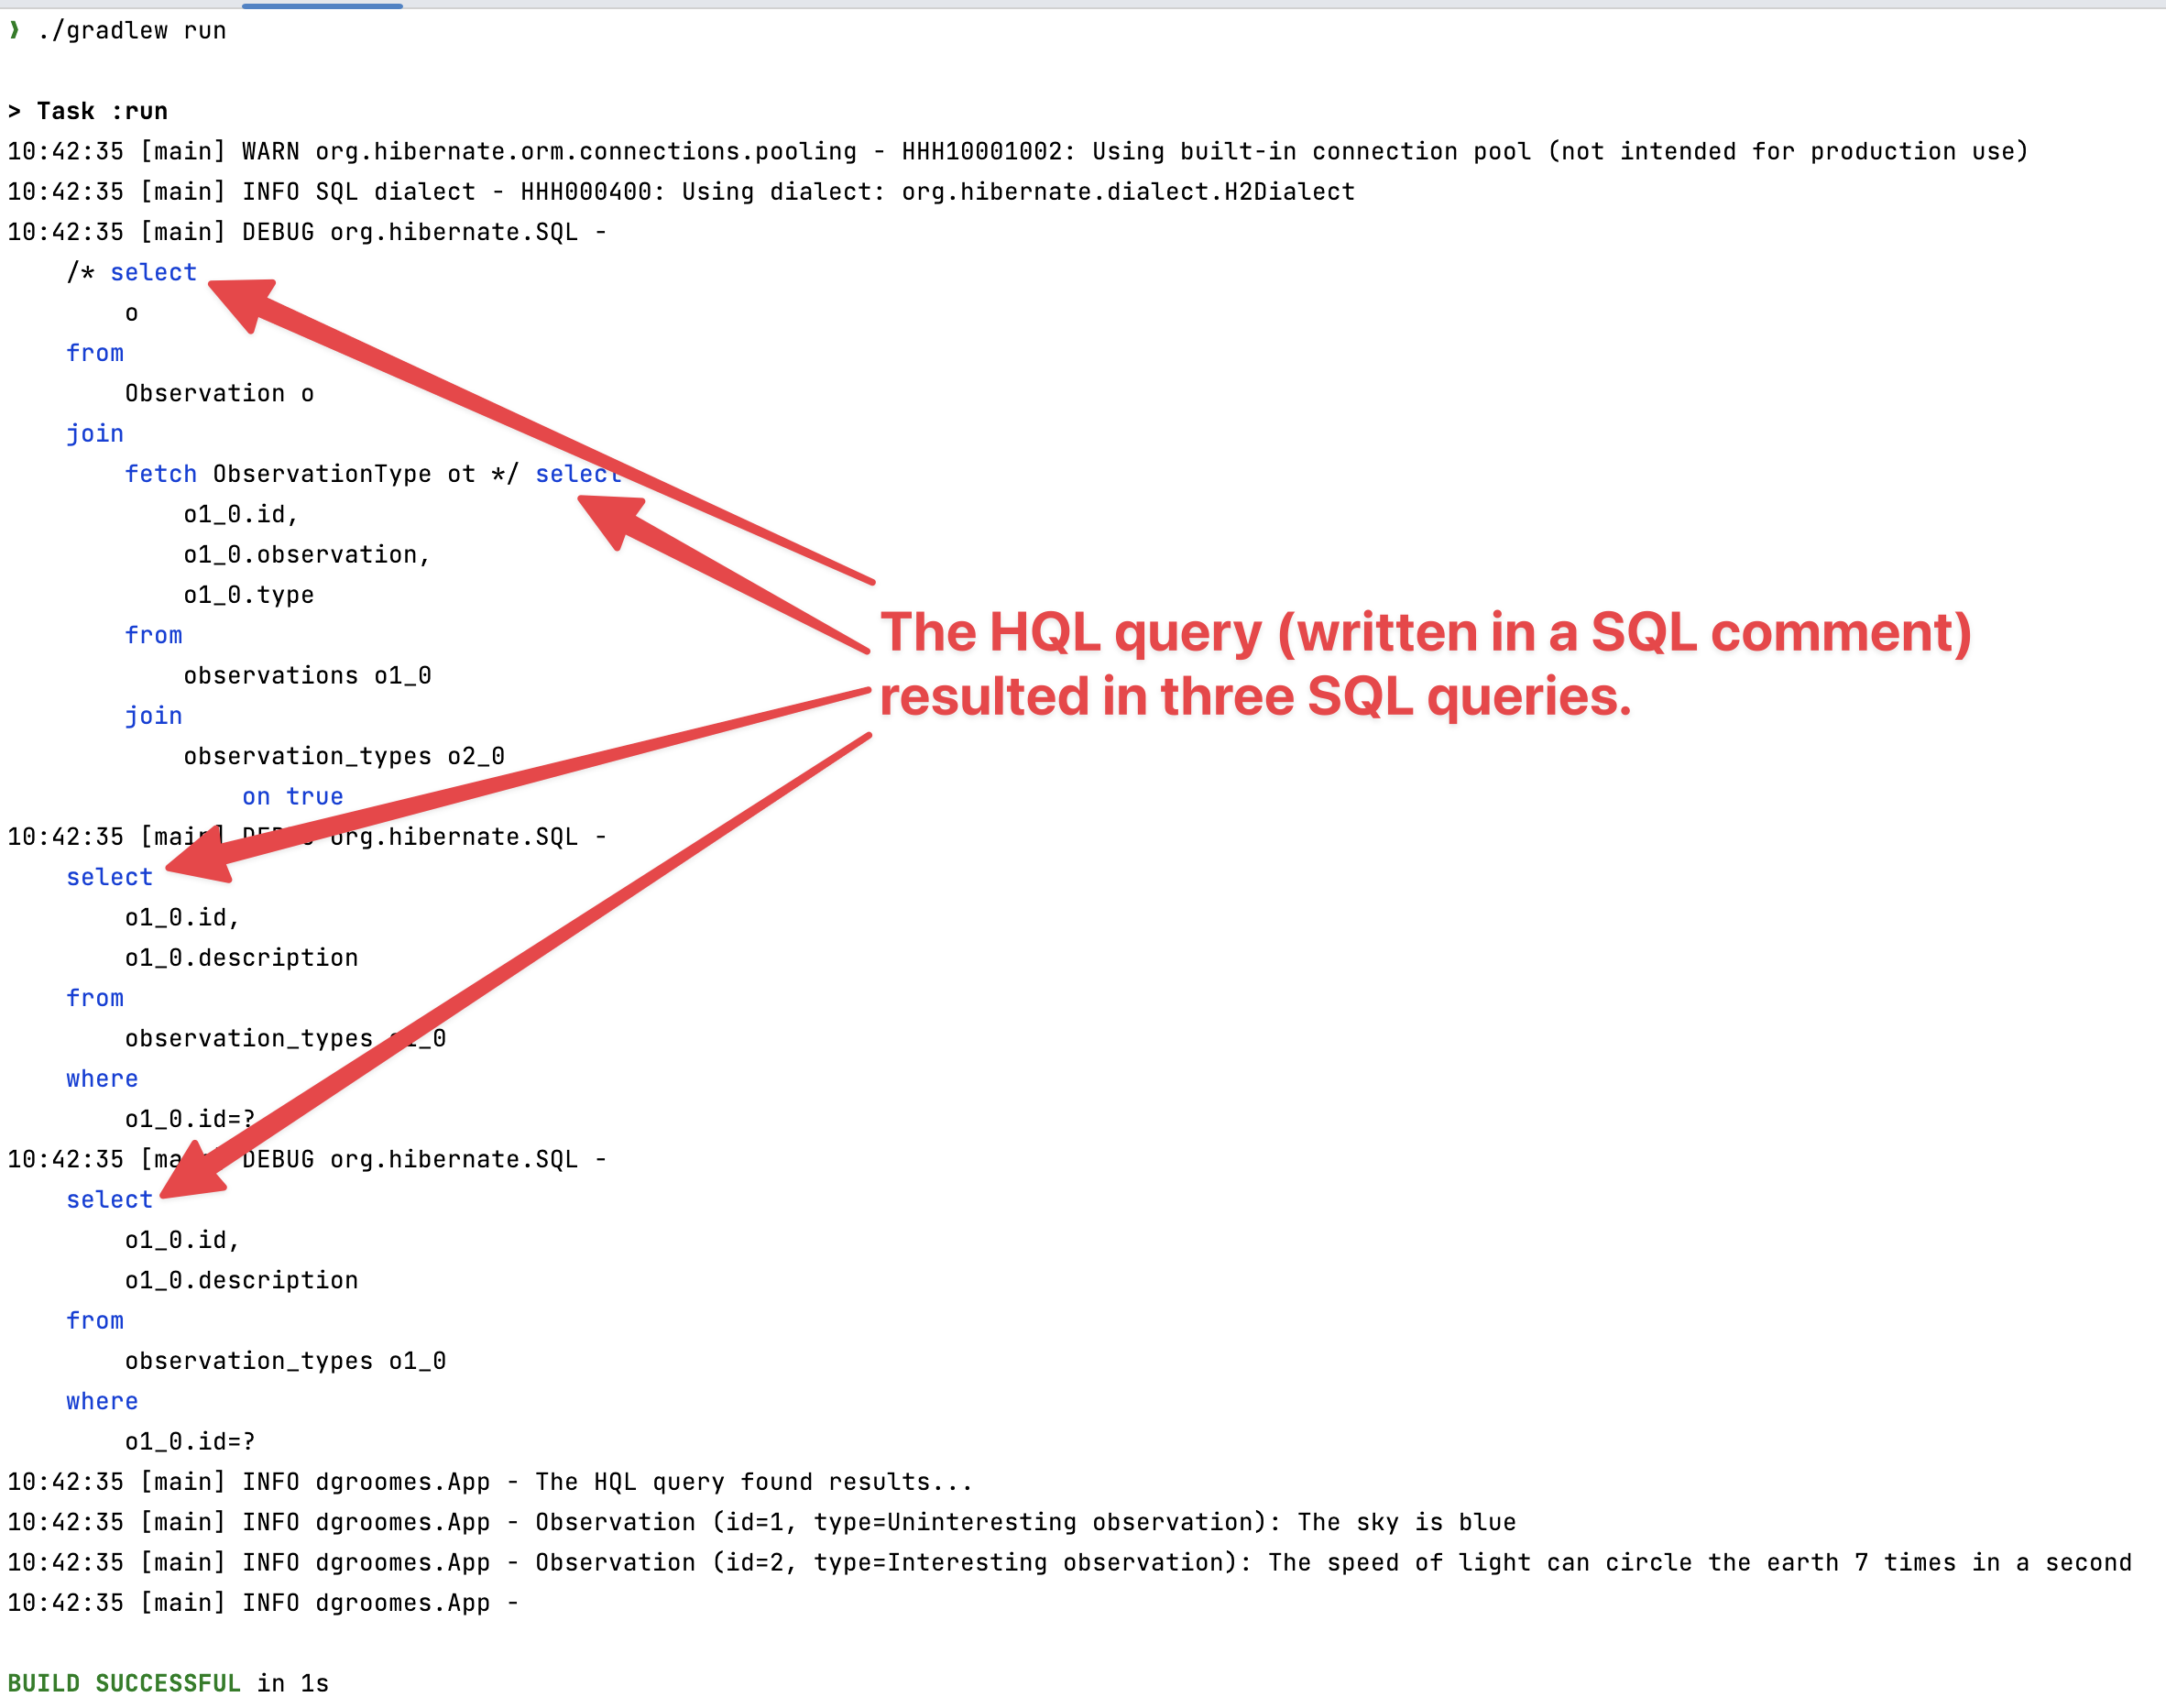 ❱ ./gradlew run
> Task :run
10:42:35 [main] WARN org.hibernate.orm.connections.pooling - HHH10001002: Using built-in connection pool (not intended for production use)
10:42:35 [main] INFO SQL dialect - HHH000400: Using dialect: org.hibernate.dialect.H2Dialect
10:42:35 [main] DEBUG org.hibernate.SQL -
/* select
o
from
Observation o
join
fetch ObservationType ot */ select
o1_0.id,
o1_0.observation,
o1_0.type
from
observations o1_0
join
observation_types o2_0
on true
10:42:35 [main] DEBUG org.hibernate.SQL -
select
o1_0.id,
o1_0.description
from
observation_types o1_0
where
o1_0.id=?
10:42:35 [main] DEBUG org.hibernate.SQL -
select
o1_0.id,
o1_0.description
from
observation_types o1_0
where
o1_0.id=?
10:42:35 [main] INFO dgroomes.App - The HQL query found results...
10:42:35 [main] INFO dgroomes.App - Observation (id=1, type=Uninteresting observation): The sky is blue
10:42:35 [main] INFO dgroomes.App - Observation (id=2, type=Interesting observation): The speed of light can circle the earth 7 times in a second
10:42:35 [main] INFO dgroomes.App -
BUILD SUCCESSFUL in 1s
The HQL query (written in a SQL comment)
resulted in three SQL queries.